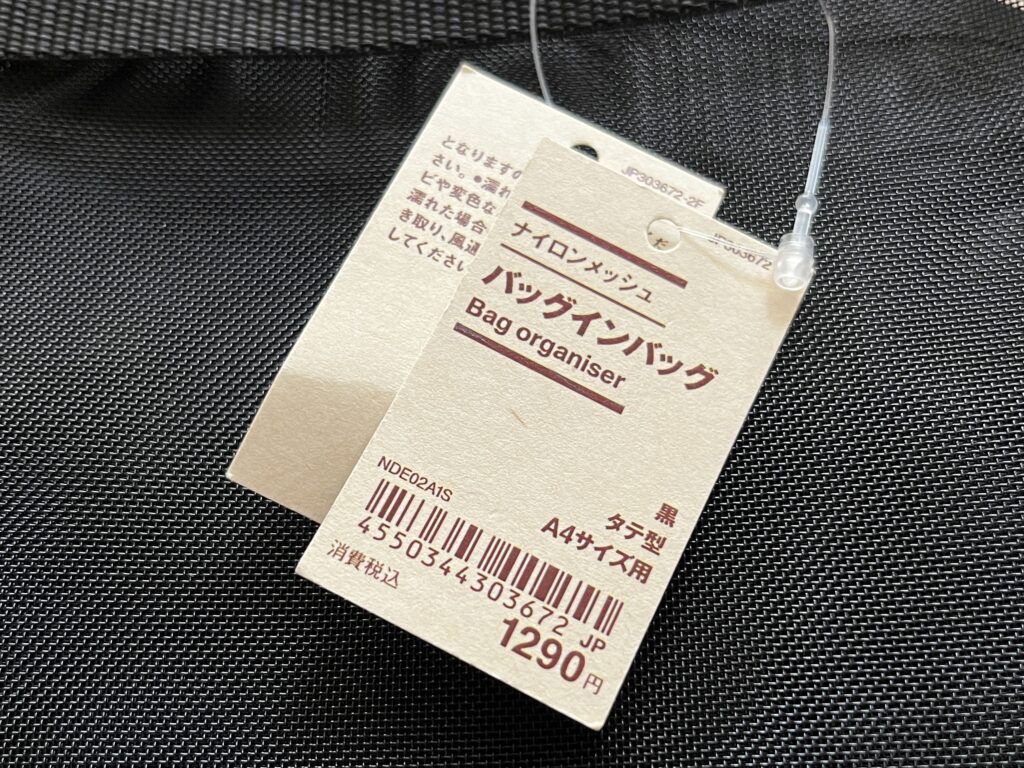 となりますの
さい。●濡れ
ビや変色な
濡れた場合
き取り、風通
してください
JP303672-2F
JP303672
ナイロンメッシュ
バッグインバッグ
Bag organiser
NDE02A1S
黒
タテ型
A4サイズ用
4550344303672 JP
消費税込
1290円